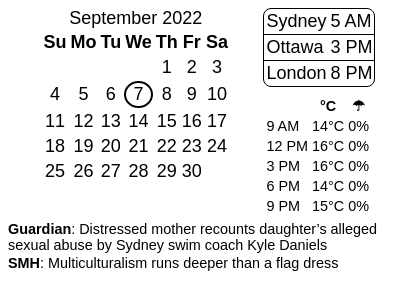 September 2022
Su Mo Tu We Th Fr Sa
1 2 3
4 5 6 7 8 9 10
11 12 13 14 15 16 17
18 19 20 21 22 23 24
25 26 27 28 29 30
Sydney 5 AM
Ottawa 3 PM
London 8 PM
°C ☂
9 AM 14°C 0%
12 PM 16°C 0%
3 PM 16°C 0%
6 PM 14°C 0%
9 PM 15°C 0%
Guardian: Distressed mother recounts daughter’s alleged
sexual abuse by Sydney swim coach Kyle Daniels
SMH: Multiculturalism runs deeper than a flag dress